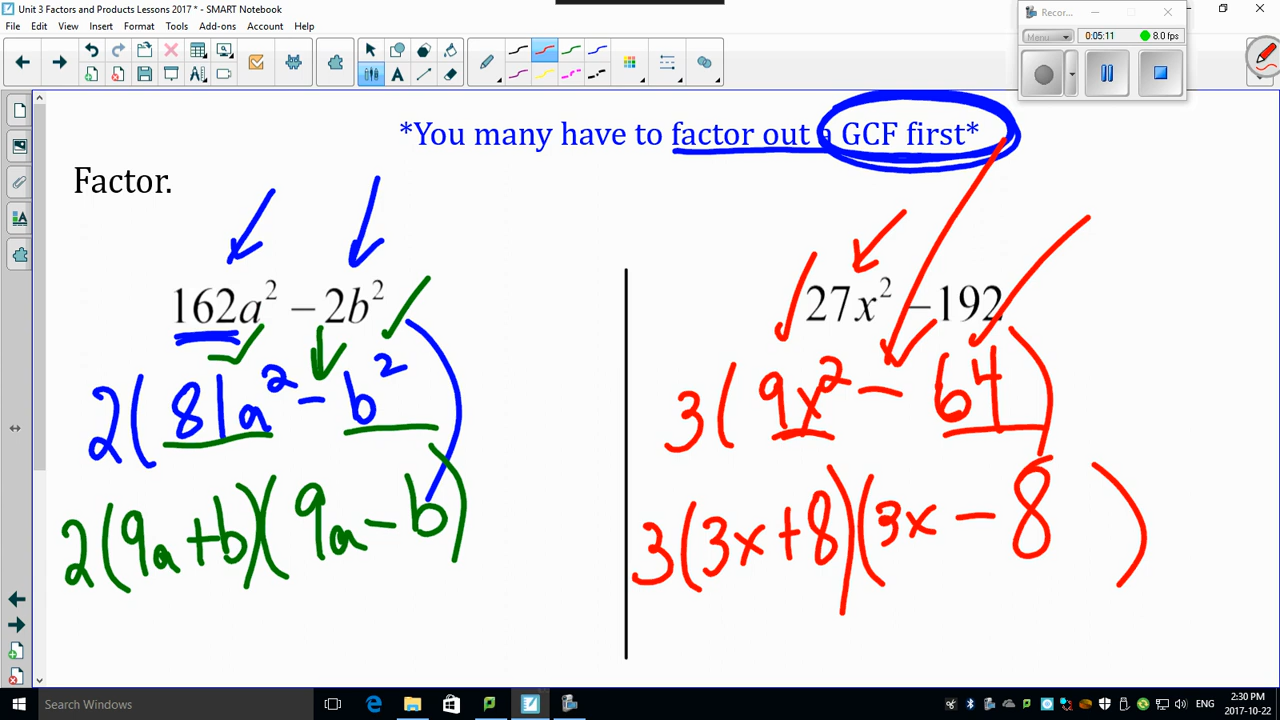 Unit 3 Factors and Products Lessons 2017 * - SMART Notebook
Recor...
File Edit View Insert Format Tools Add-ons Account Help
Menu
00:05:11
8.0 fps
*You many have to factor out a GCF first*
Factor.
162a² – 2b²
2(81a² - b²)
2(9a+b)(9a-b)
27x² – 192
3(9x² - 64)
3(3x+8)(3x-8)
Search Windows
ENG
2:30 PM
2017-10-22